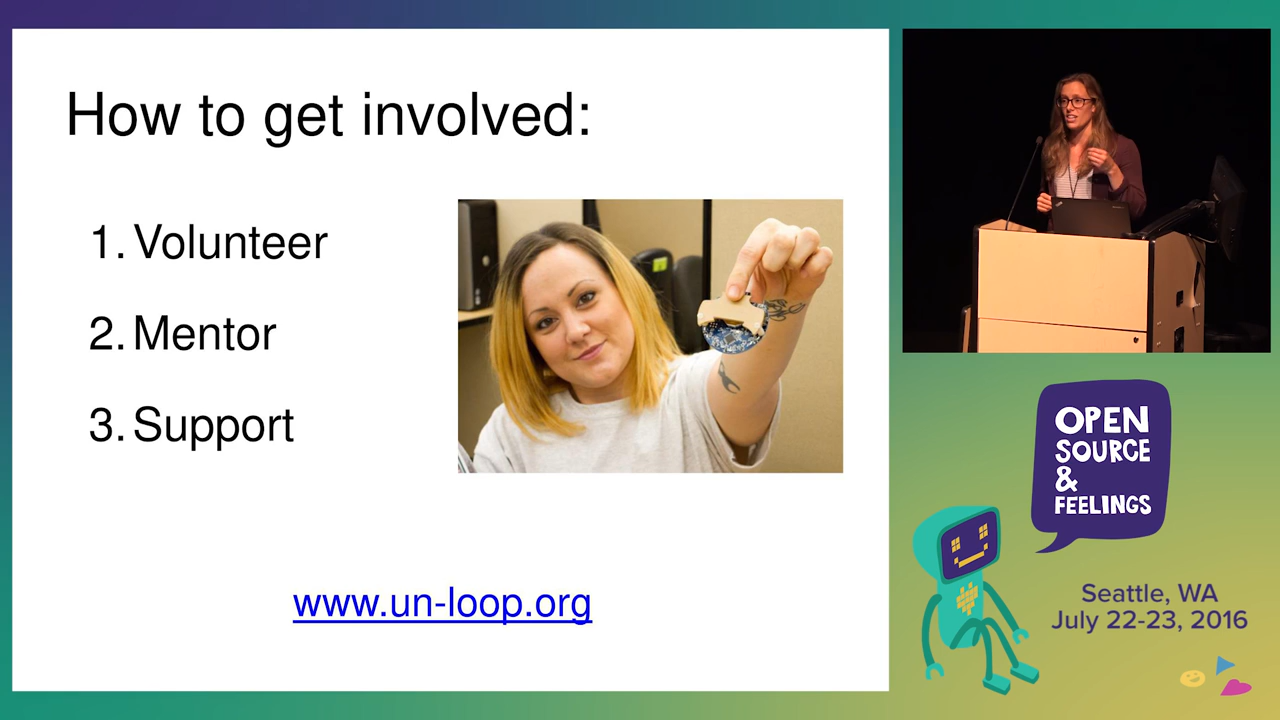 How to get involved:
1. Volunteer
2. Mentor
3. Support
www.un-loop.org
OPEN
SOURCE
&
FEELINGS
Seattle, WA
July 22-23, 2016